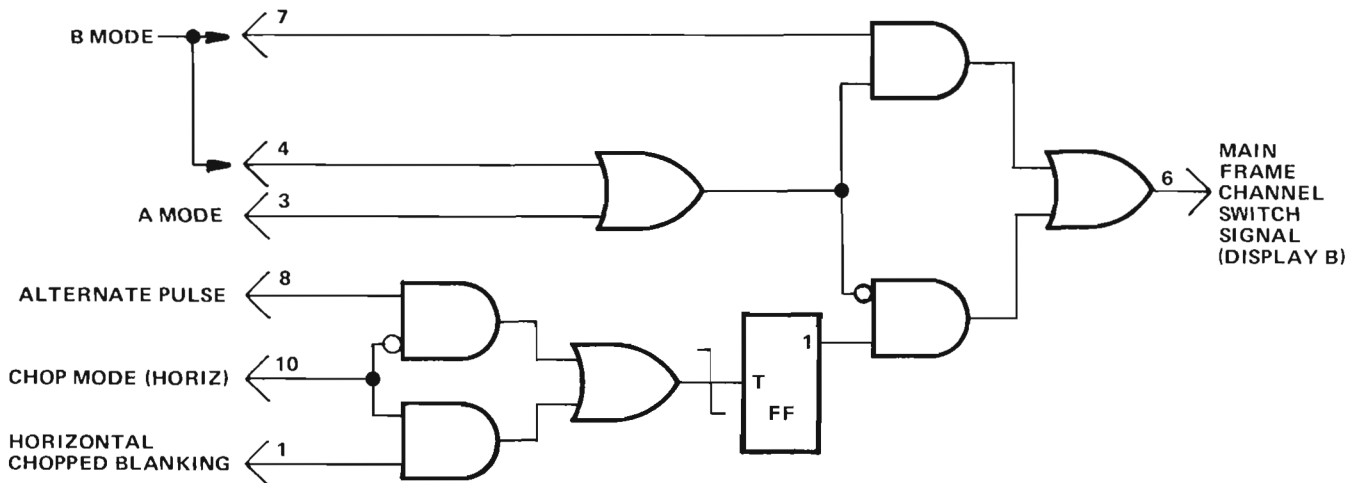 B MODE
7
4
A MODE
3
ALTERNATE PULSE
8
CHOP MODE (HORIZ)
10
HORIZONTAL
CHOPPED BLANKING
1
T
1
FF
6
MAIN
FRAME
CHANNEL
SWITCH
SIGNAL
(DISPLAY B)